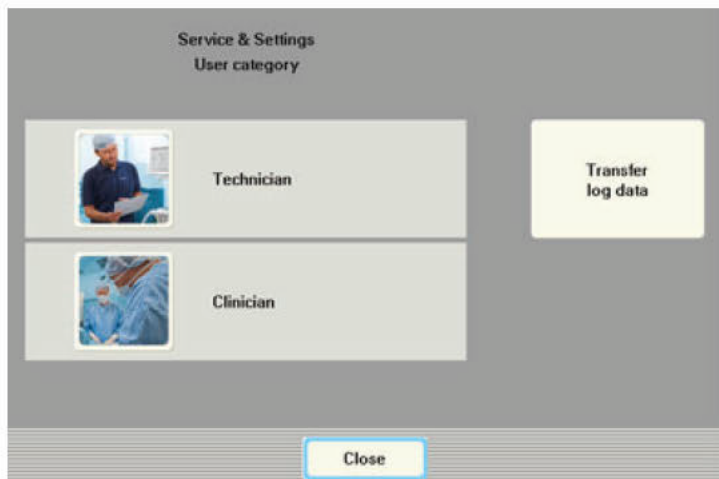 Service & Settings
User category
Technician
Transfer
log data
Clinician
Close